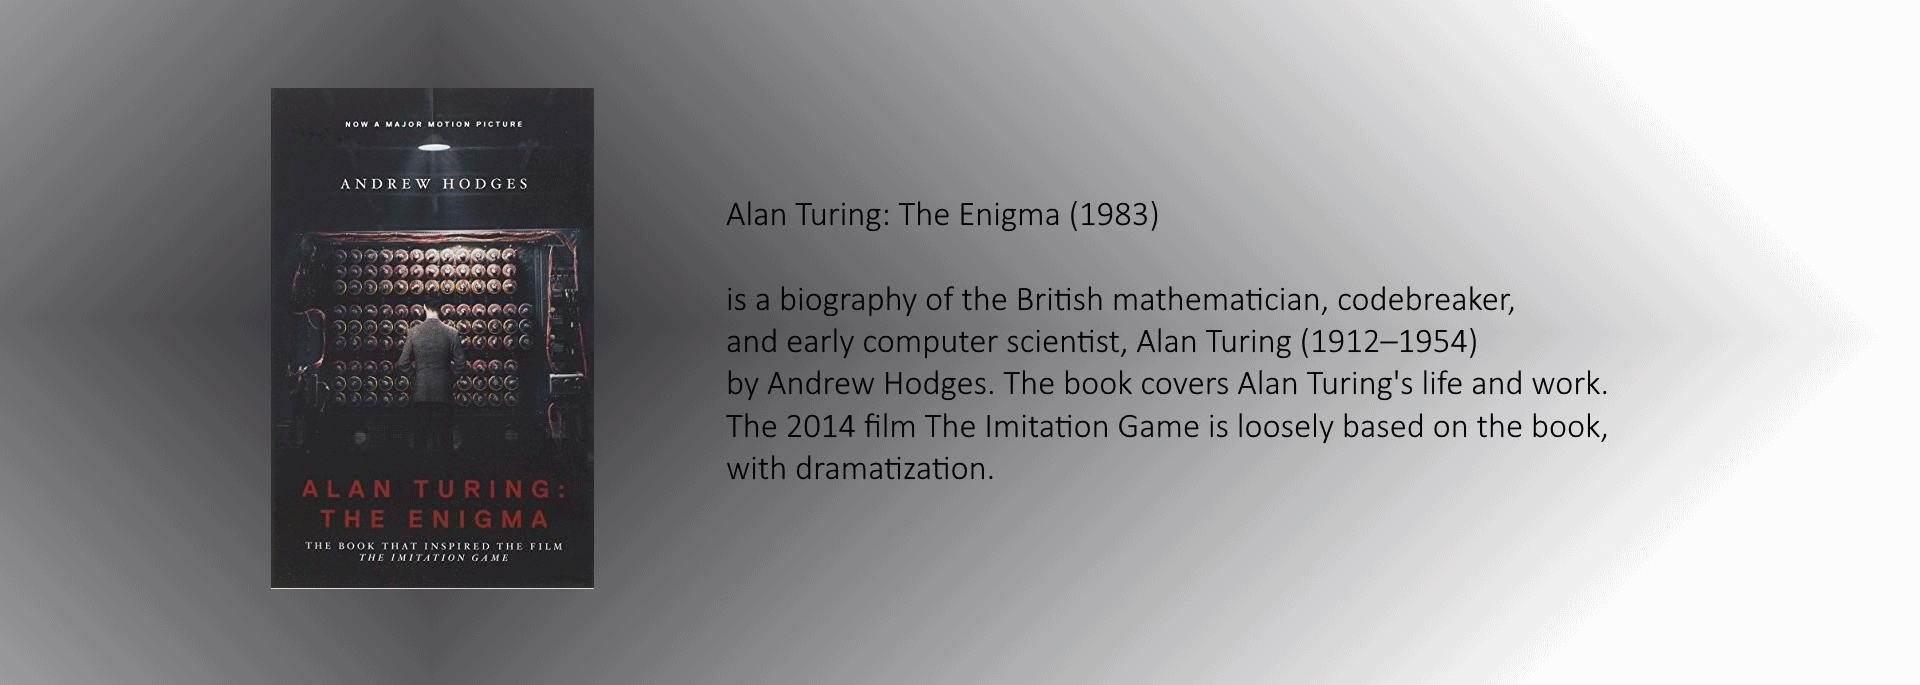 NOW A MAJOR MOTION PICTURE
ANDREW HODGES
ALAN TURING:
THE ENIGMA
THE BOOK THAT INSPIRED THE FILM
THE IMITATION GAME
Alan Turing: The Enigma (1983)
is a biography of the British mathematician, codebreaker,
and early computer scientist, Alan Turing (1912–1954)
by Andrew Hodges. The book covers Alan Turing's life and work.
The 2014 film The Imitation Game is loosely based on the book,
with dramatization.